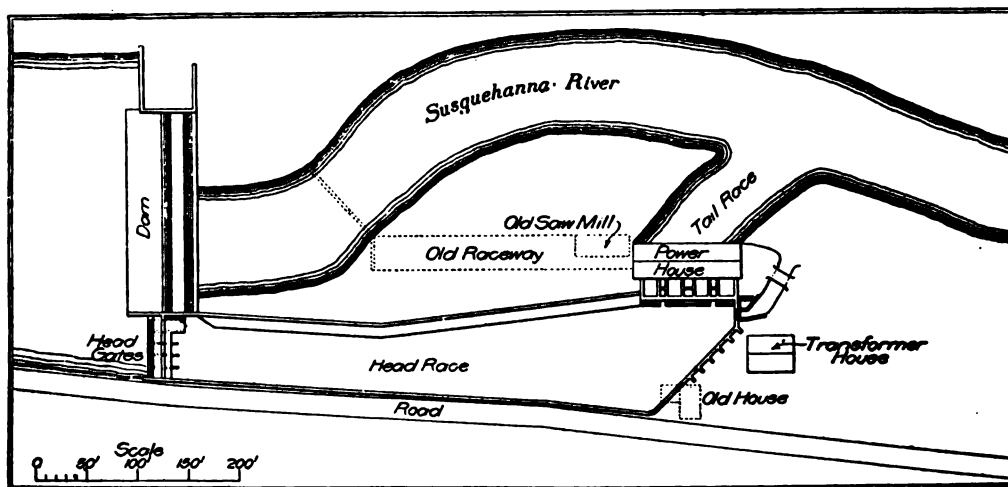 Susquehanna River
Dam
Tail Race
Old Saw Mill
Old Raceway
Power
House
Head
Gates
Head Race
Transformer
House
Old House
Road
Scale
0 50' 100' 150' 200'